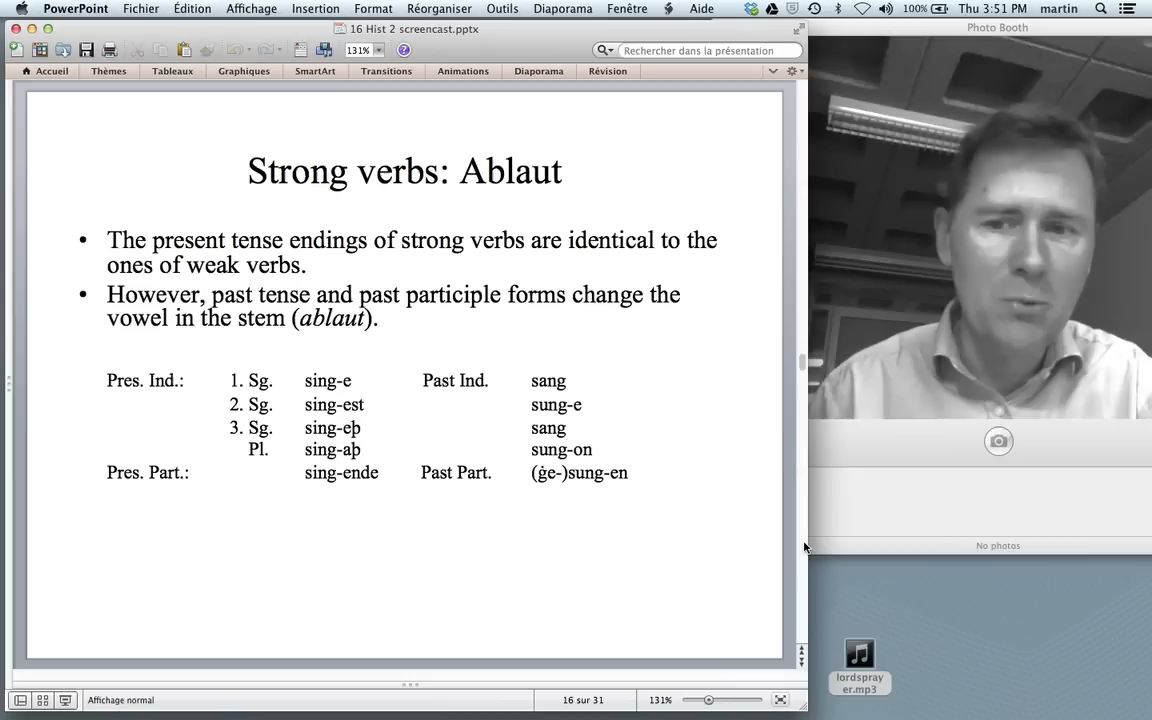 PowerPoint Fichier Édition Affichage Insertion Format Réorganiser Outils Diaporama Fenêtre Aide 100% Thu 3:51 PM martin
16 Hist 2 screencast.pptx
Photo Booth
131% Rechercher dans la présentation
Accueil Thèmes Tableaux Graphiques SmartArt Transitions Animations Diaporama Révision
Strong verbs: Ablaut
• The present tense endings of strong verbs are identical to the
ones of weak verbs.
• However, past tense and past participle forms change the
vowel in the stem (ablaut).
Pres. Ind.: 1. Sg. sing-e Past Ind. sang
2. Sg. sing-est sung-e
3. Sg. sing-eþ sang
Pl. sing-aþ sung-on
Pres. Part.: sing-ende Past Part. (ġe-)sung-en
No photos
lordspray
er.mp3
Affichage normal 16 sur 31 131%